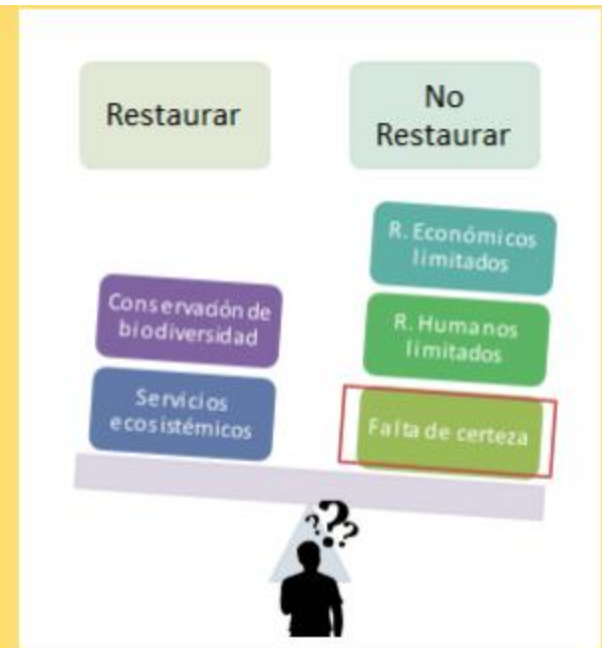 Restaurar
No
Restaurar
R. Económicos
limitados
Conservación de
biodiversidad
R. Humanos
limitados
Servicios
ecosistémicos
Falta de certeza
???